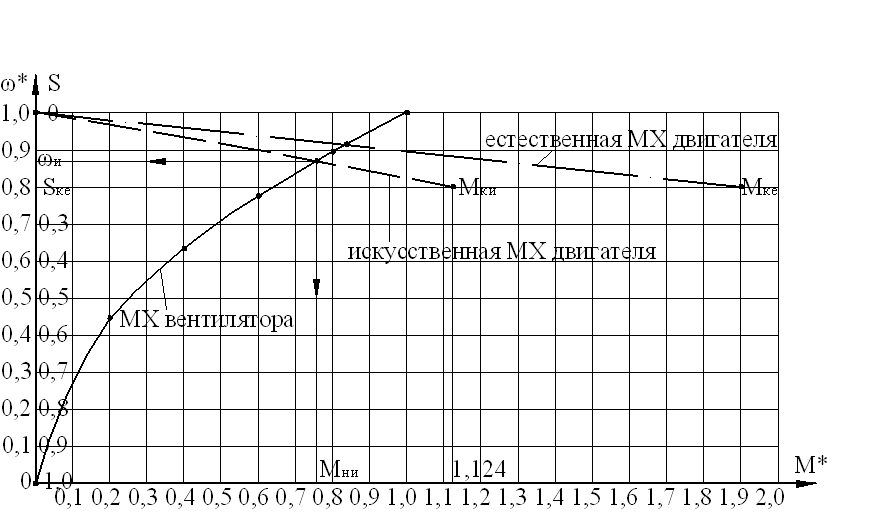 ω* S
1,0 0
0,9
ωи
естественная МХ двигателя
0,8 Sке Mки Mке
0,7 0,3
искусственная МХ двигателя
0,6 0,4
0,5 0,5
МХ вентилятора
0,4 0,6
0,3 0,7
0,2 0,8
0,1 0,9
Mни 1,124 M*
0 1,0
0,1 0,2 0,3 0,4 0,6 0,7 0,8 0,9 1,0 1,1 1,2 1,3 1,4 1,5 1,6 1,7 1,8 1,9 2,0